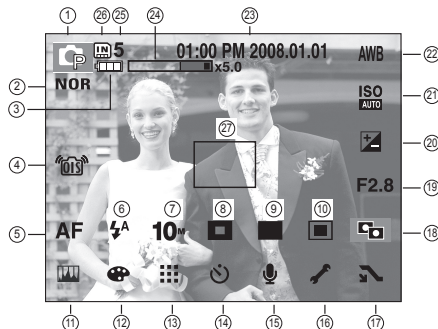 ① ㉖ ㉕ ㉔ ㉓
P IN 5 01:00 PM 2008.01.01 AWB ㉒
x5.0
② NOR ISO AUTO ㉑
③
㉗
⑳
④ OIS
F2.8 ⑲
⑥ ⑦ ⑧ ⑨ ⑩
⑤ AF A 10M ⑱
⑪ ⑫ ⑬ ⑭ ⑮ ⑯ ⑰